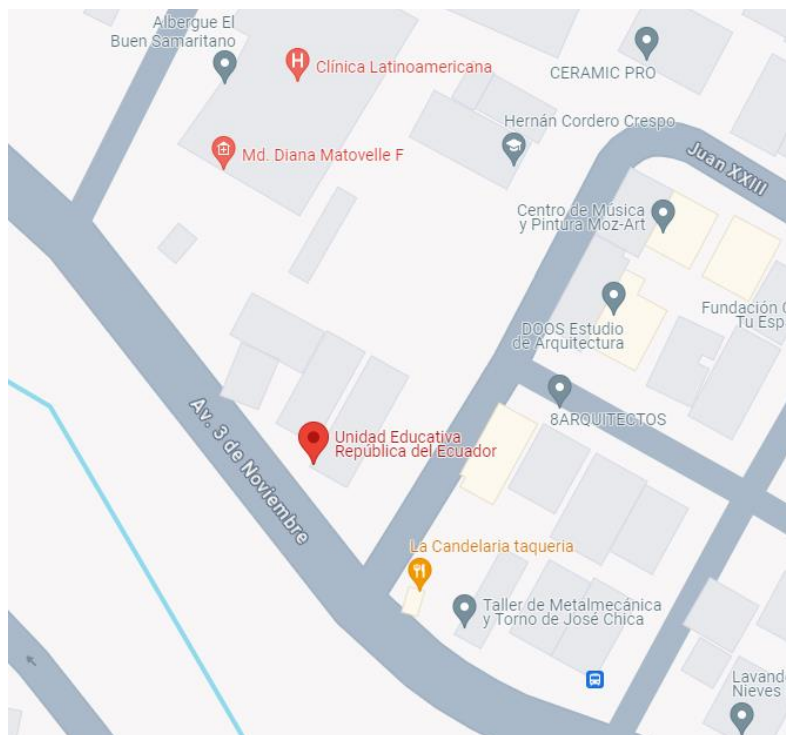 Albergue El
Buen Samaritano
Clínica Latinoamericana
CERAMIC PRO
Hernán Cordero Crespo
Md. Diana Matovelle F
Juan XXIII
Centro de Música
y Pintura Moz-Art
Fundación
Tu Esp
DOOS Estudio
de Arquitectura
8ARQUITECTOS
Av. 3 de Noviembre
Unidad Educativa
República del Ecuador
La Candelaria taqueria
Taller de Metalmecánica
y Torno de José Chica
Lavand
Nieves